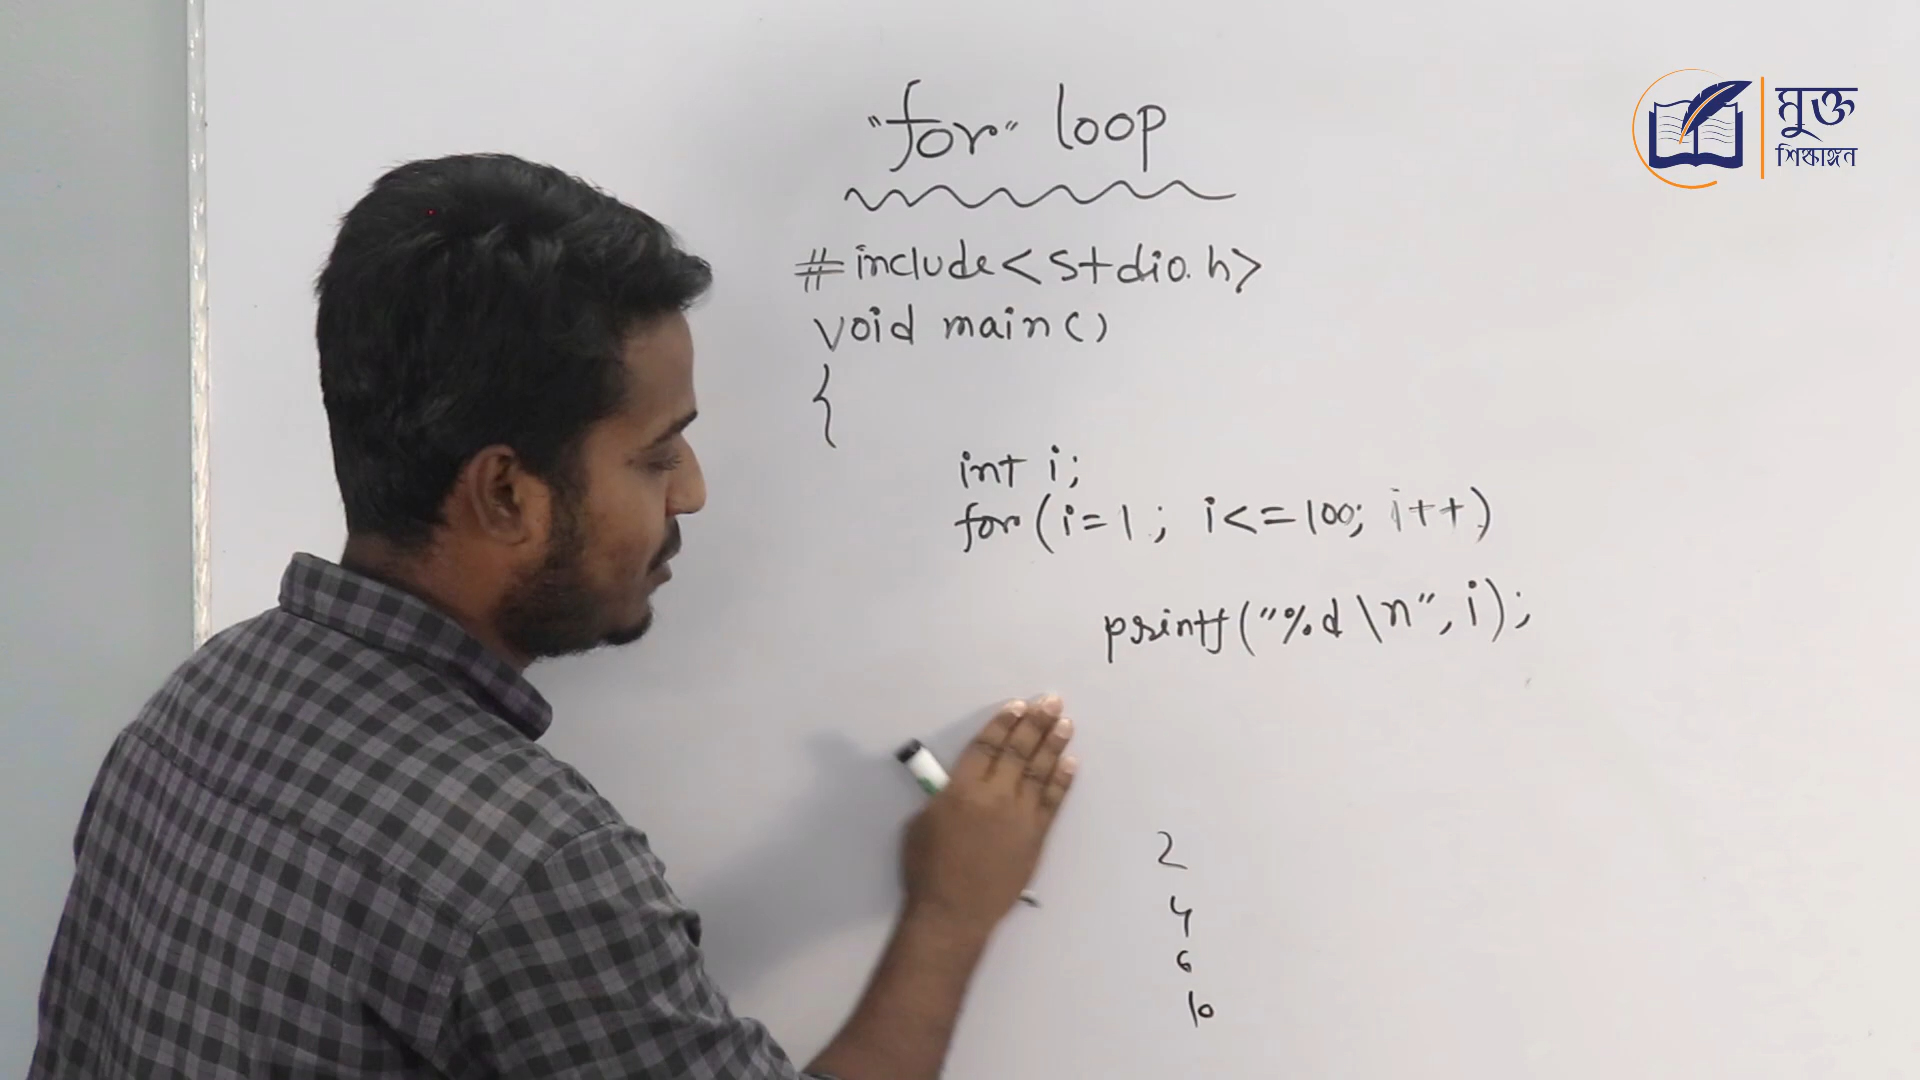 "for" loop
মুক্ত
শিক্ষাঙ্গন
#include<stdio.h>
void main()
{
int i;
for(i=1; i<=100; i++)
printf("%d\n", i);
2
4
6
10